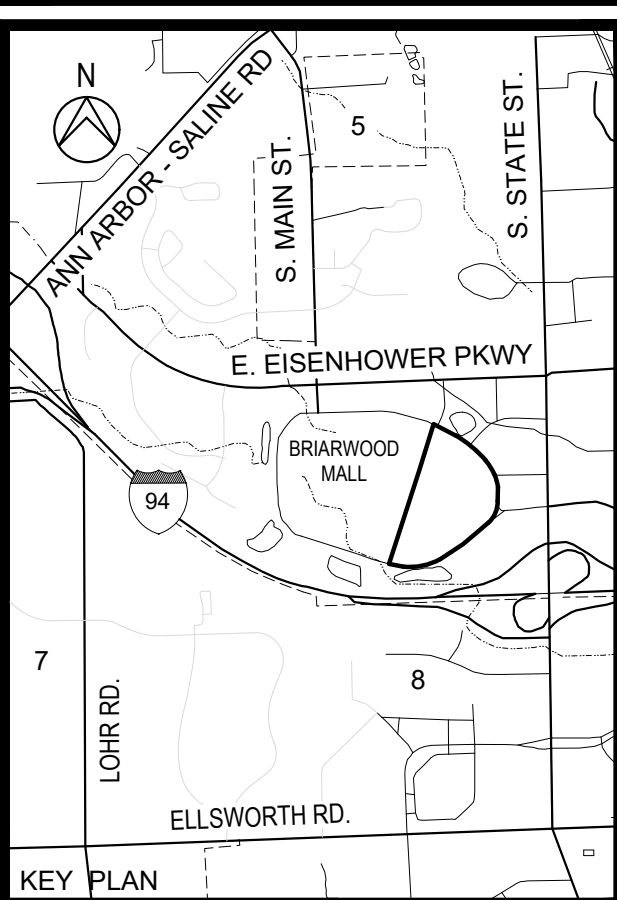 N
ANN ARBOR - SALINE RD
S. MAIN ST.
5
S. STATE ST.
E. EISENHOWER PKWY
BRIARWOOD
MALL
94
7
LOHR RD.
8
ELLSWORTH RD.
KEY PLAN